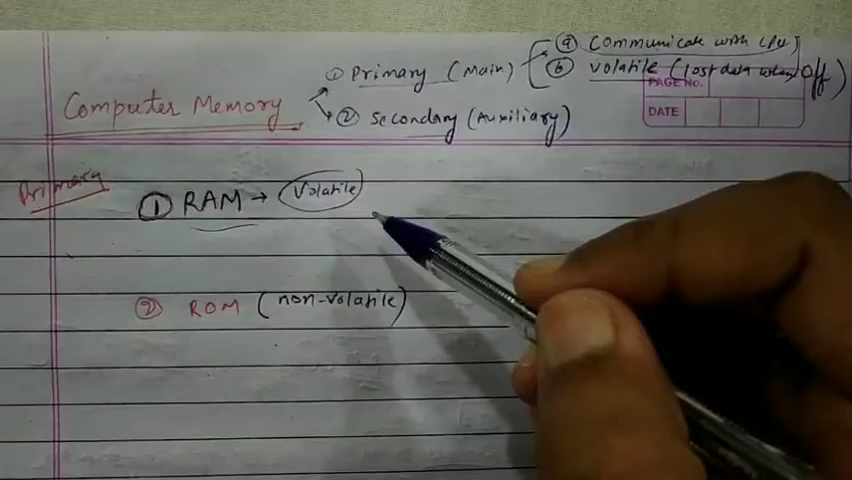 Computer Memory
① Primary (Main)
② Secondary (Auxiliary)
ⓐ Communicate with CPU
ⓑ volatile (lost data when off)
PAGE NO.
DATE
Primary
① RAM → Volatile
② ROM (non-volatile)